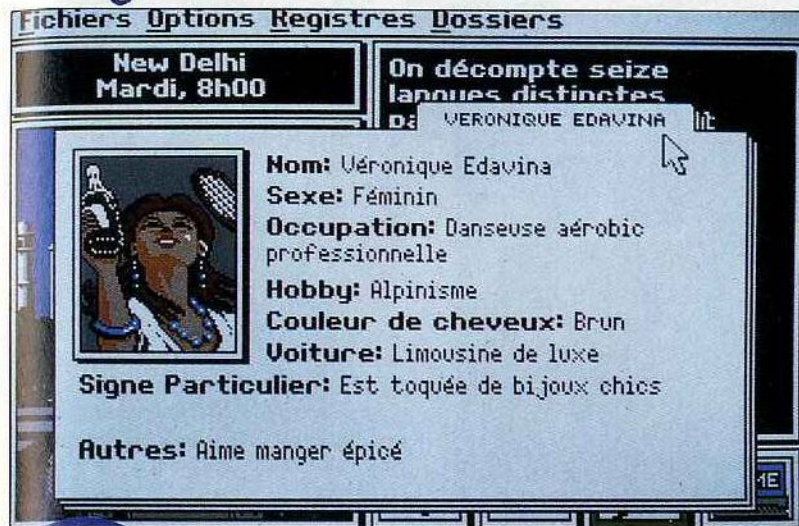 Fichiers Options Registres Dossiers
New Delhi
Mardi, 8h00
On décompte seize
langues distinctes
VERONIQUE EDAVINA
Nom: Véronique Edavina
Sexe: Féminin
Occupation: Danseuse aérobic
professionnelle
Hobby: Alpinisme
Couleur de cheveux: Brun
Voiture: Limousine de luxe
Signe Particulier: Est toquée de bijoux chics
Autres: Aime manger épicé